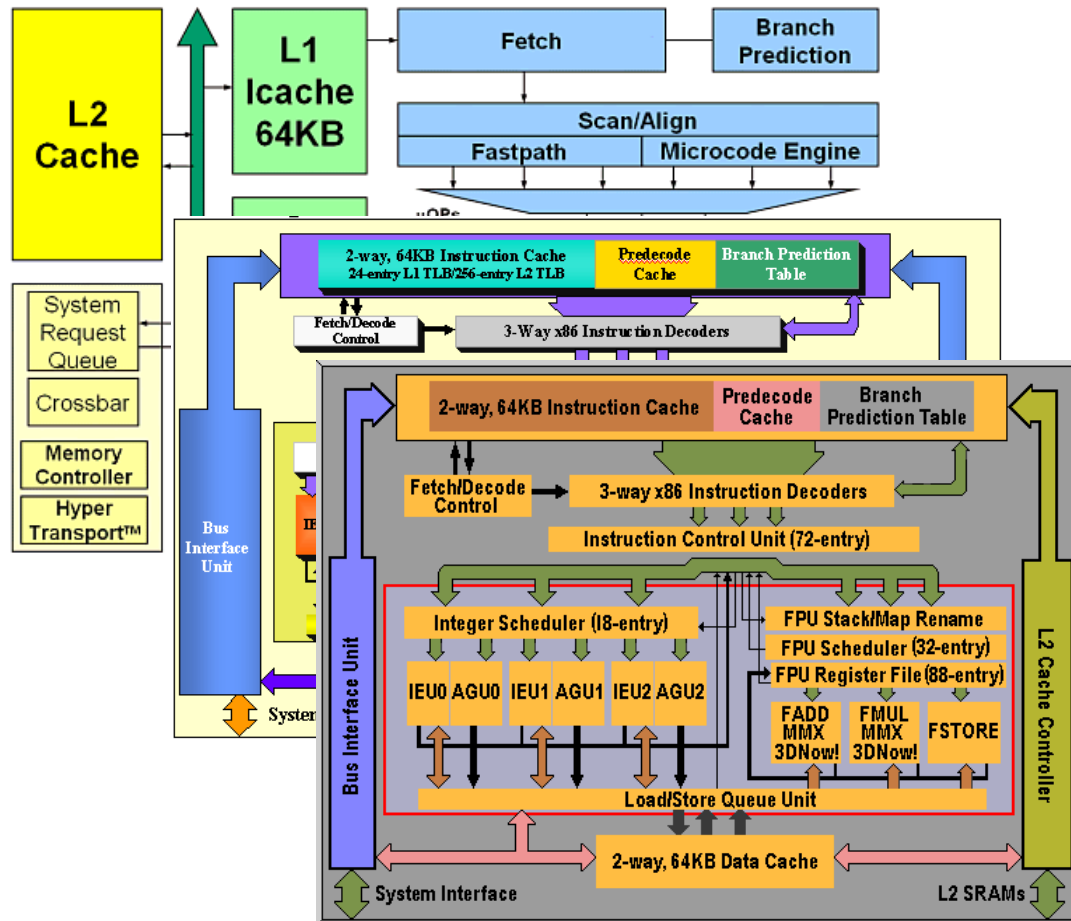 L2
Cache
L1
Icache
64KB
Fetch
Branch
Prediction
Scan/Align
Fastpath
Microcode Engine
µOPs
System
Request
Queue
Crossbar
Memory
Controller
Hyper
Transport™
2-way, 64KB Instruction Cache
24-entry L1 TLB/256-entry L2 TLB
Predecode
Cache
Branch Prediction
Table
Fetch/Decode
Control
3-Way x86 Instruction Decoders
Bus
Interface
Unit
System
2-way, 64KB Instruction Cache
Predecode
Cache
Branch
Prediction Table
Fetch/Decode
Control
3-way x86 Instruction Decoders
Instruction Control Unit (72-entry)
Integer Scheduler (18-entry)
FPU Stack/Map Rename
FPU Scheduler (32-entry)
FPU Register File (88-entry)
IEU0
AGU0
IEU1
AGU1
IEU2
AGU2
FADD
MMX
3DNow!
FMUL
MMX
3DNow!
FSTORE
Load/Store Queue Unit
2-way, 64KB Data Cache
Bus Interface Unit
L2 Cache Controller
System Interface
L2 SRAMs